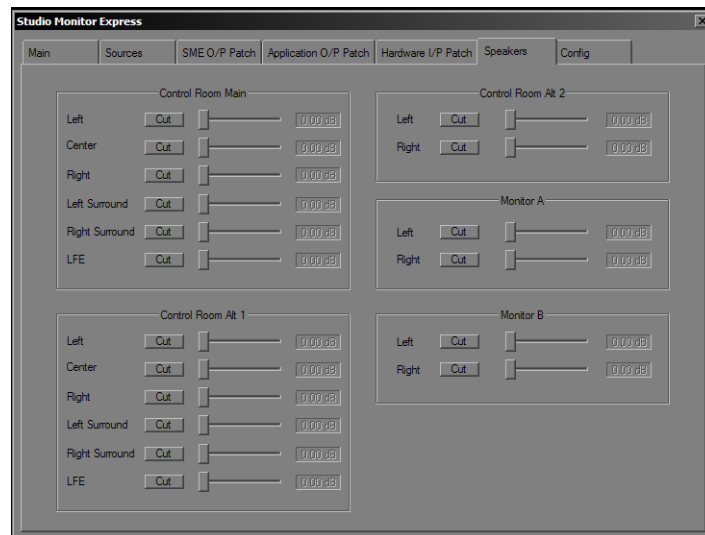 Studio Monitor Express
Main Sources SME O/P Patch Application O/P Patch Hardware I/P Patch Speakers Config
Control Room Main
Left Cut 0.00 dB
Center Cut 0.00 dB
Right Cut 0.00 dB
Left Surround Cut 0.00 dB
Right Surround Cut 0.00 dB
LFE Cut 0.00 dB
Control Room Alt 1
Left Cut 0.00 dB
Center Cut 0.00 dB
Right Cut 0.00 dB
Left Surround Cut 0.00 dB
Right Surround Cut 0.00 dB
LFE Cut 0.00 dB
Control Room Alt 2
Left Cut 0.00 dB
Right Cut 0.00 dB
Monitor A
Left Cut 0.00 dB
Right Cut 0.00 dB
Monitor B
Left Cut 0.00 dB
Right Cut 0.00 dB